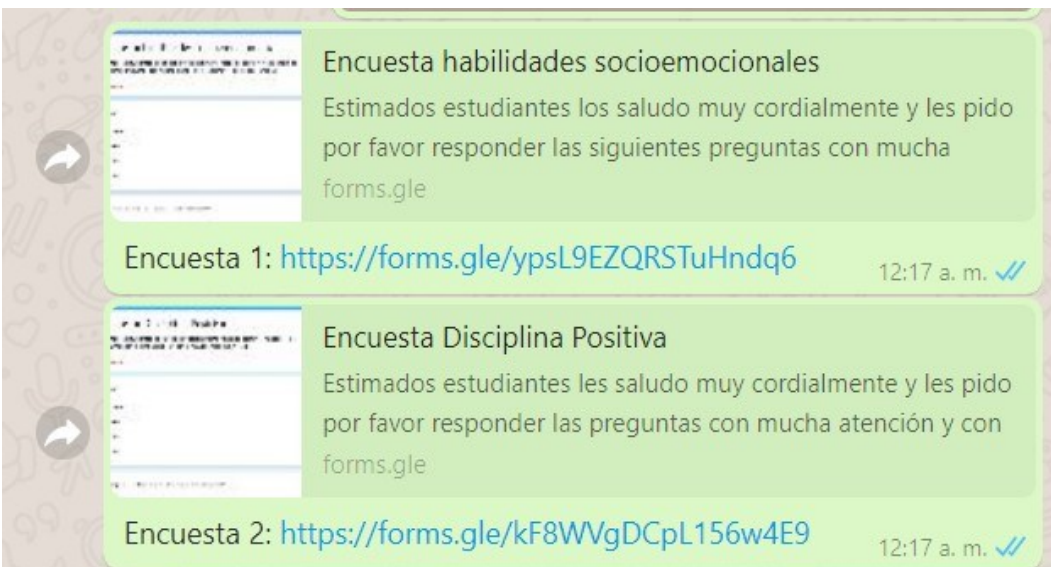 Encuesta habilidades socioemocionales
Estimados estudiantes los saludo muy cordialmente y les pido
por favor responder las siguientes preguntas con mucha
forms.gle
Encuesta 1: https://forms.gle/ypsL9EZQRSTuHndq6
12:17 a. m.
Encuesta Disciplina Positiva
Estimados estudiantes les saludo muy cordialmente y les pido
por favor responder las preguntas con mucha atención y con
forms.gle
Encuesta 2: https://forms.gle/kF8WVgDCpL156w4E9
12:17 a. m.